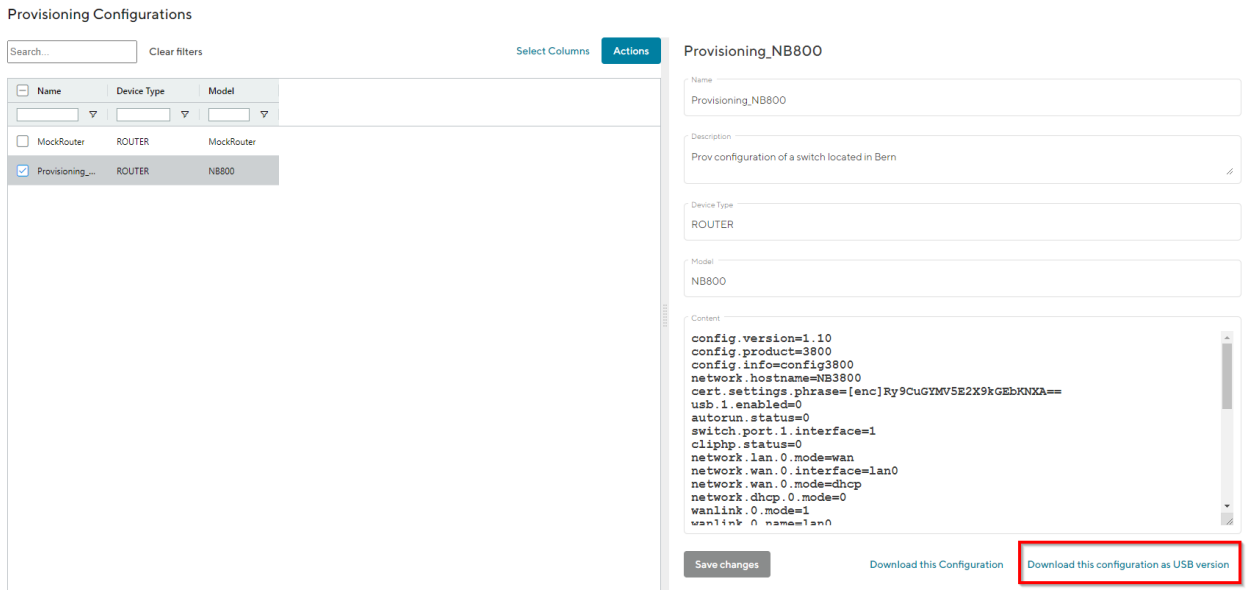 Provisioning Configurations
Search...
Clear filters
Select Columns
Actions
Name Device Type Model
MockRouter ROUTER MockRouter
Provisioning_... ROUTER NB800
Provisioning_NB800
Name
Provisioning_NB800
Description
Prov configuration of a switch located in Bern
Device Type
ROUTER
Model
NB800
Content
config.version=1.10
config.product=3800
config.info=config3800
network.hostname=NB3800
cert.settings.phrase=[enc]Ry9CuGYMV5E2X9kGEbKNXA==
usb.1.enabled=0
autorun.status=0
switch.port.1.interface=1
cliphp.status=0
network.lan.0.mode=wan
network.wan.0.interface=lan0
network.wan.0.mode=dhcp
network.dhcp.0.mode=0
wanlink.0.mode=1
wanlink.0.name=lan0
Save changes
Download this Configuration
Download this configuration as USB version